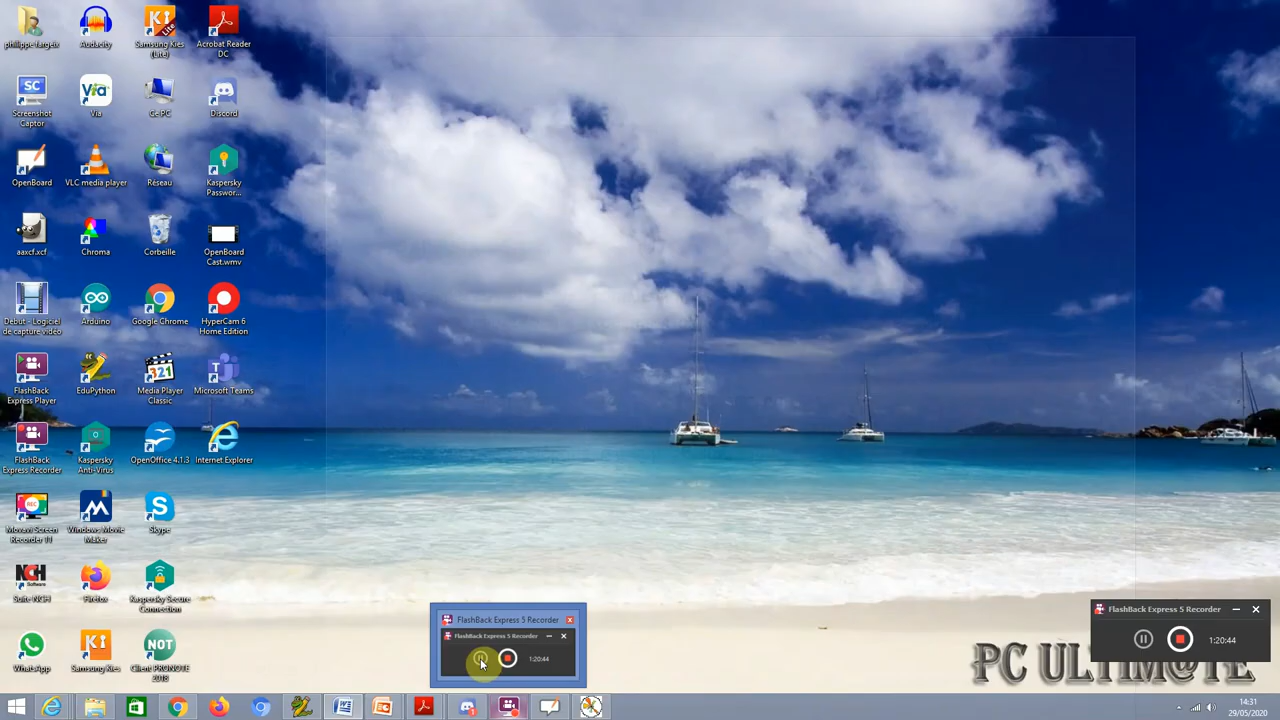 philippe fargeix
Audacity
Samsung Kies
(Lite)
Acrobat Reader
DC
Screenshot
Captor
Via
Ce PC
Discord
OpenBoard
VLC media player
Réseau
Kaspersky
Passwor...
aaxcf.xcf
Chroma
Corbeille
OpenBoard
Cast.wmv
Début - Logiciel
de capture vidéo
Arduino
Google Chrome
HyperCam 6
Home Edition
FlashBack
Express Player
EduPython
Media Player
Classic
Microsoft Teams
FlashBack
Express Recorder
Kaspersky
Anti-Virus
OpenOffice 4.1.3
Internet Explorer
Movavi Screen
Recorder 11
Windows Movie
Maker
Skype
Suite NCH
Firefox
Kaspersky Secure
Connection
WhatsApp
Samsung Kies
Client PRONOTE
2018
FlashBack Express 5 Recorder
FlashBack Express 5 Recorder
1:20:44
FlashBack Express 5 Recorder
1:20:44
PC ULTIM@TE
14:31
29/05/2020